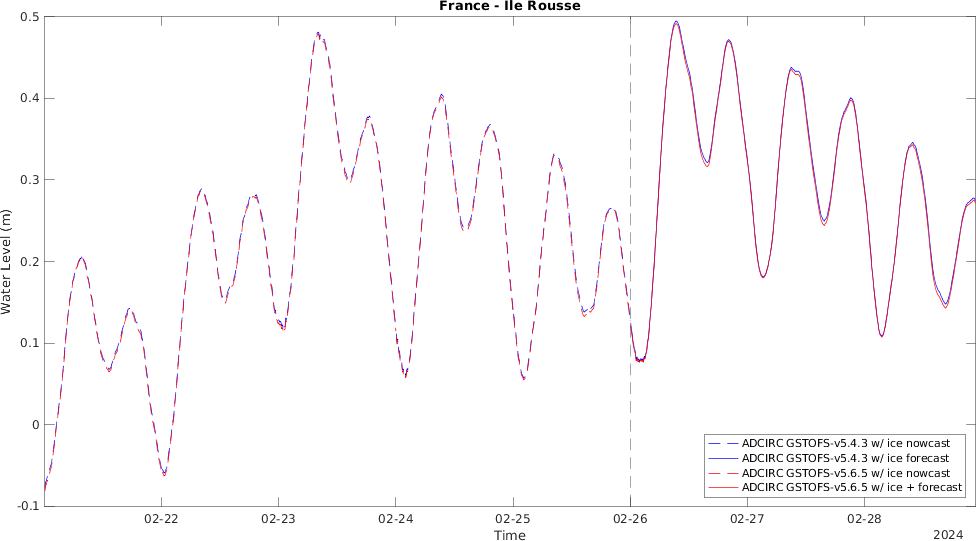 France - Ile Rousse
0.5
0.4
0.3
0.2
0.1
0
-0.1
Water Level (m)
02-22
02-23
02-24
02-25
02-26
02-27
02-28
Time
2024
ADCIRC GSTOFS-v5.4.3 w/ ice nowcast
ADCIRC GSTOFS-v5.4.3 w/ ice forecast
ADCIRC GSTOFS-v5.6.5 w/ ice nowcast
ADCIRC GSTOFS-v5.6.5 w/ ice + forecast